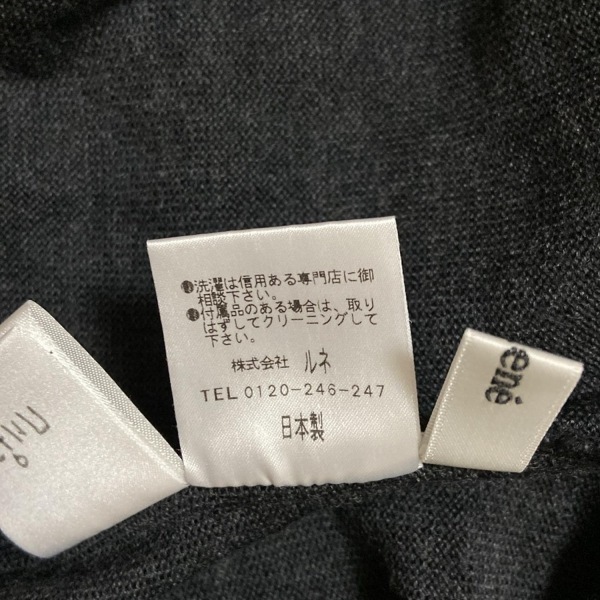 ●洗濯は信用ある専門店に御
相談下さい。
●付属品のある場合は、取り
はずしてクリーニングして
下さい。
株式会社 ルネ
TEL 0120-246-247
日本製
ené